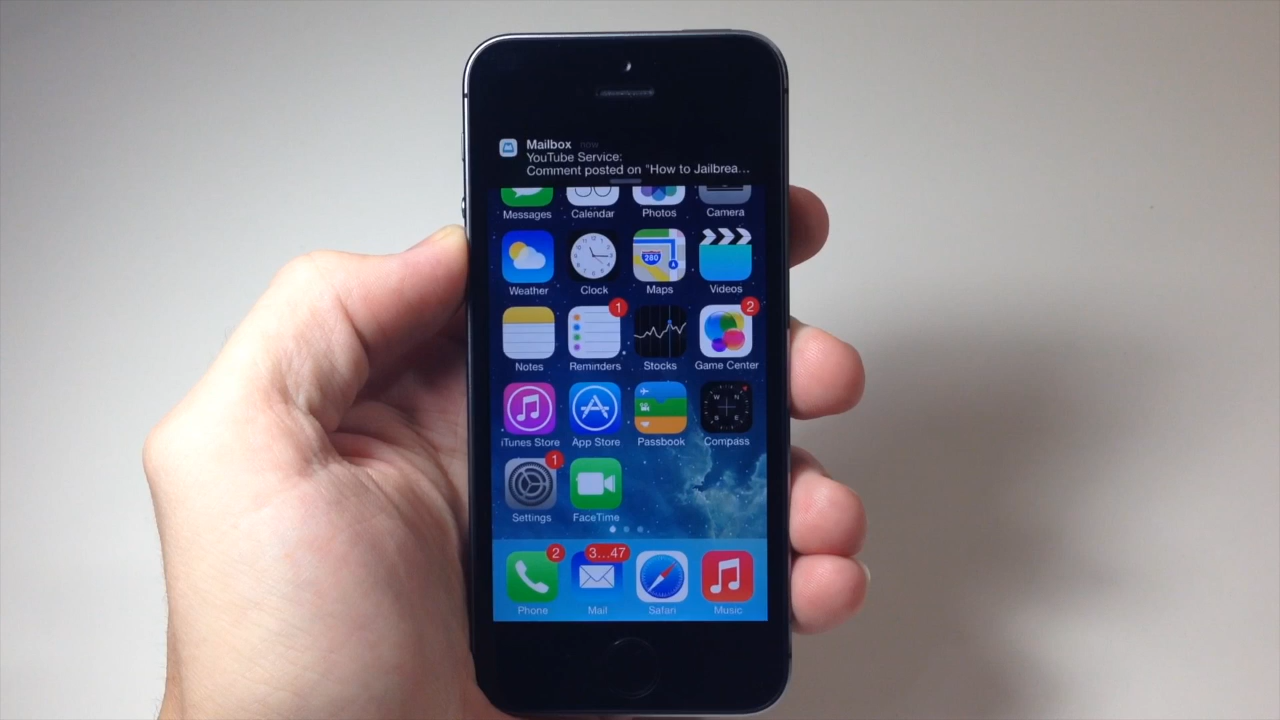 Mailbox now
YouTube Service:
Comment posted on "How to Jailbrea...
Messages Calendar Photos Camera
280
Weather Clock Maps Videos
1 2
Notes Reminders Stocks Game Center
W N S E
iTunes Store App Store Passbook Compass
1
Settings FaceTime
2 3...47
Phone Mail Safari Music